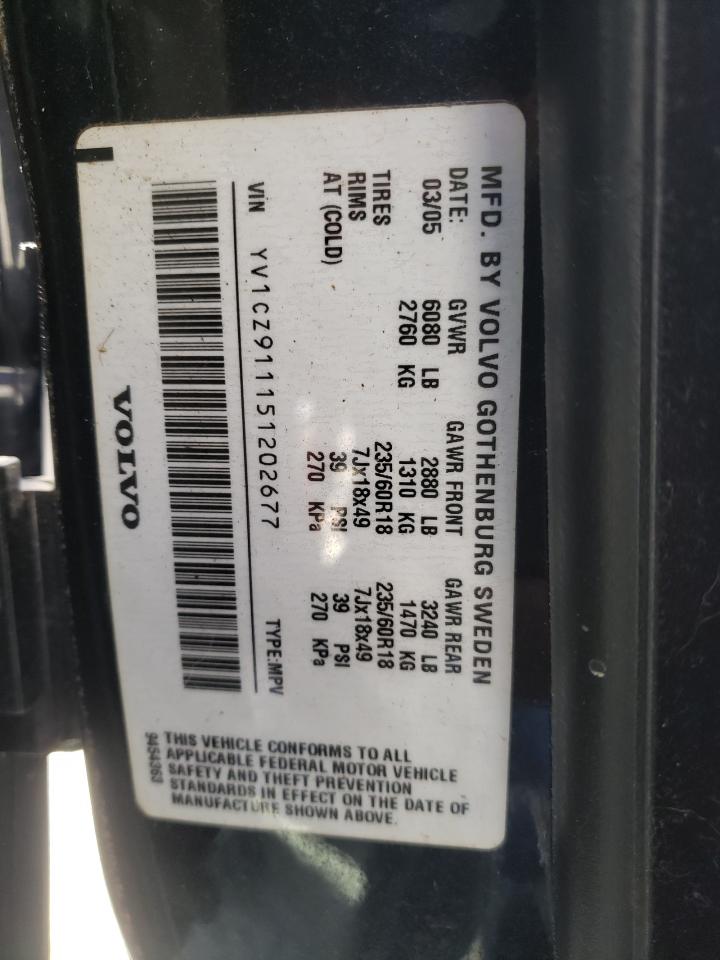 MFD. BY VOLVO GOTHENBURG SWEDEN
DATE: GVWR GAWR FRONT GAWR REAR
03/05 6080 LB 2880 LB 3240 LB
2760 KG 1310 KG 1470 KG
TIRES 235/60R18 235/60R18
RIMS 7Jx18x49 7Jx18x49
AT (COLD) 39 PSI 39 PSI
270 KPa 270 KPa
VIN YV1CZ911151202677 TYPE:MPV
VOLVO
THIS VEHICLE CONFORMS TO ALL
APPLICABLE FEDERAL MOTOR VEHICLE
SAFETY AND THEFT PREVENTION
STANDARDS IN EFFECT ON THE DATE OF
MANUFACTURE SHOWN ABOVE.
9454363